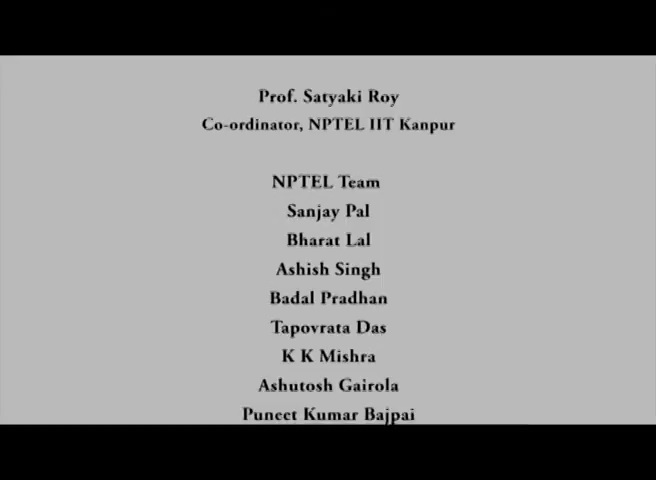 Prof. Satyaki Roy
Co-ordinator, NPTEL IIT Kanpur
NPTEL Team
Sanjay Pal
Bharat Lal
Ashish Singh
Badal Pradhan
Tapovrata Das
K K Mishra
Ashutosh Gairola
Puneet Kumar Bajpai